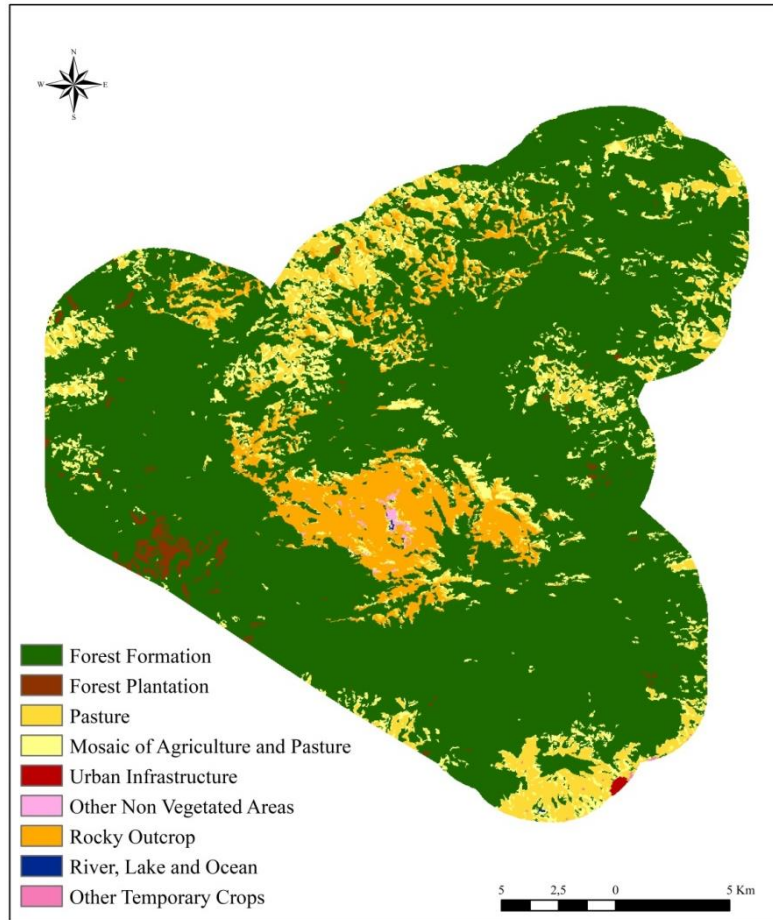 N
W E
S
Forest Formation
Forest Plantation
Pasture
Mosaic of Agriculture and Pasture
Urban Infrastructure
Other Non Vegetated Areas
Rocky Outcrop
River, Lake and Ocean
Other Temporary Crops
5 2,5 0 5 Km